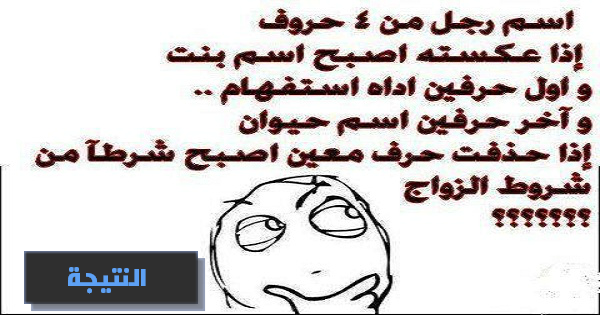 اسم رجل من ٤ حروف
إذا عكسته اصبح اسم بنت
و اول حرفين اداه استفهام ..
و آخر حرفين اسم حيوان
إذا حذفت حرف معين اصبح شرطآ من
شروط الزواج
؟؟؟؟؟؟؟
النتيجة